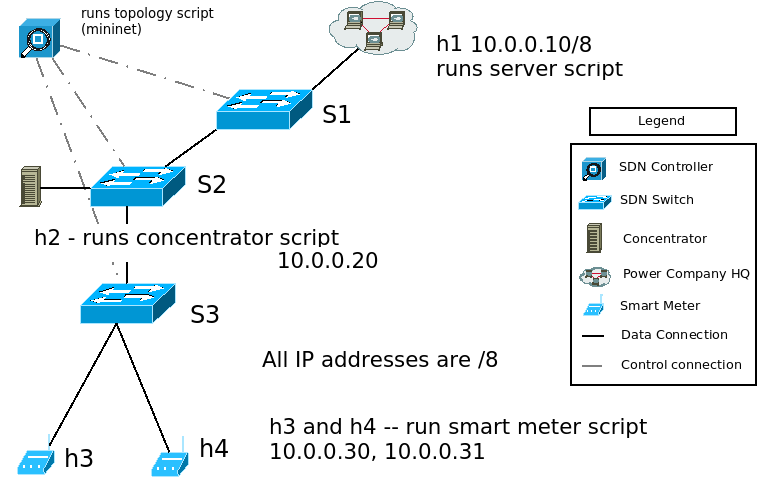 runs topology script
(mininet)
h1 10.0.0.10/8
runs server script
S1
Legend
SDN Controller
SDN Switch
Concentrator
Power Company HQ
Smart Meter
Data Connection
Control connection
S2
h2 - runs concentrator script
10.0.0.20
S3
All IP addresses are /8
h3 and h4 -- run smart meter script
10.0.0.30, 10.0.0.31
h3
h4